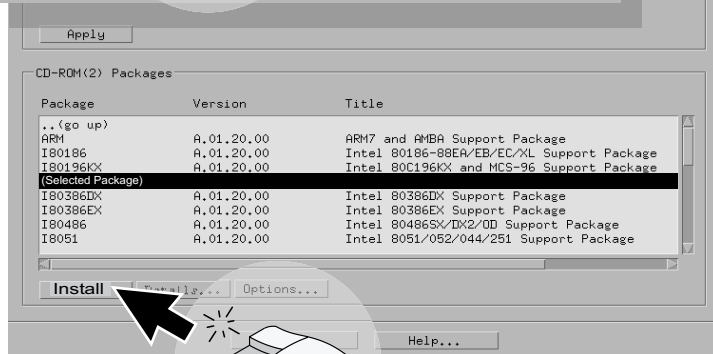 Apply
CD-ROM(2) Packages
Package Version Title
..(go up)
ARM A.01.20.00 ARM7 and AMBA Support Package
I80186 A.01.20.00 Intel 80186-88EA/EB/EC/XL Support Package
I80196KX A.01.20.00 Intel 80C196KX and MCS-96 Support Package
(Selected Package)
I80386DX A.01.20.00 Intel 80386DX Support Package
I80386EX A.01.20.00 Intel 80386EX Support Package
I80486 A.01.20.00 Intel 80486SX/DX2/OD Support Package
I8051 A.01.20.00 Intel 8051/052/044/251 Support Package
Install Details... Options...
Help...